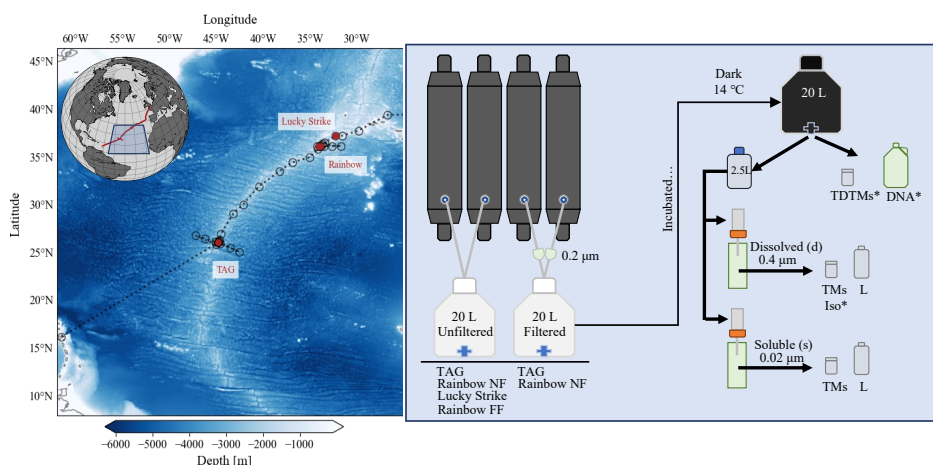 Longitude
60°W 55°W 50°W 45°W 40°W 35°W 30°W
Latitude
45°N
40°N
35°N
30°N
25°N
20°N
15°N
10°N
Lucky Strike
Rainbow
TAG
−6000 −5000 −4000 −3000 −2000 −1000
Depth [m]
0.2 µm
20 L
Unfiltered
20 L
Filtered
TAG
Rainbow NF
Lucky Strike
Rainbow FF
TAG
Rainbow NF
Incubated…
Dark
14 °C
20 L
2.5L
TDTMs*
DNA*
Dissolved (d)
0.4 µm
TMs
Iso*
L
Soluble (s)
0.02 µm
TMs
L